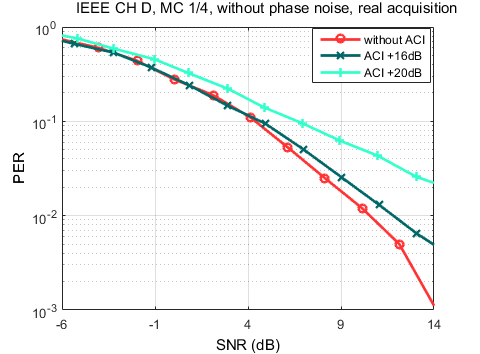 IEEE CH D, MC 1/4, without phase noise, real acquisition
without ACI
ACI +16dB
ACI +20dB
PER
10^0
10^-1
10^-2
10^-3
-6 -1 4 9 14
SNR (dB)